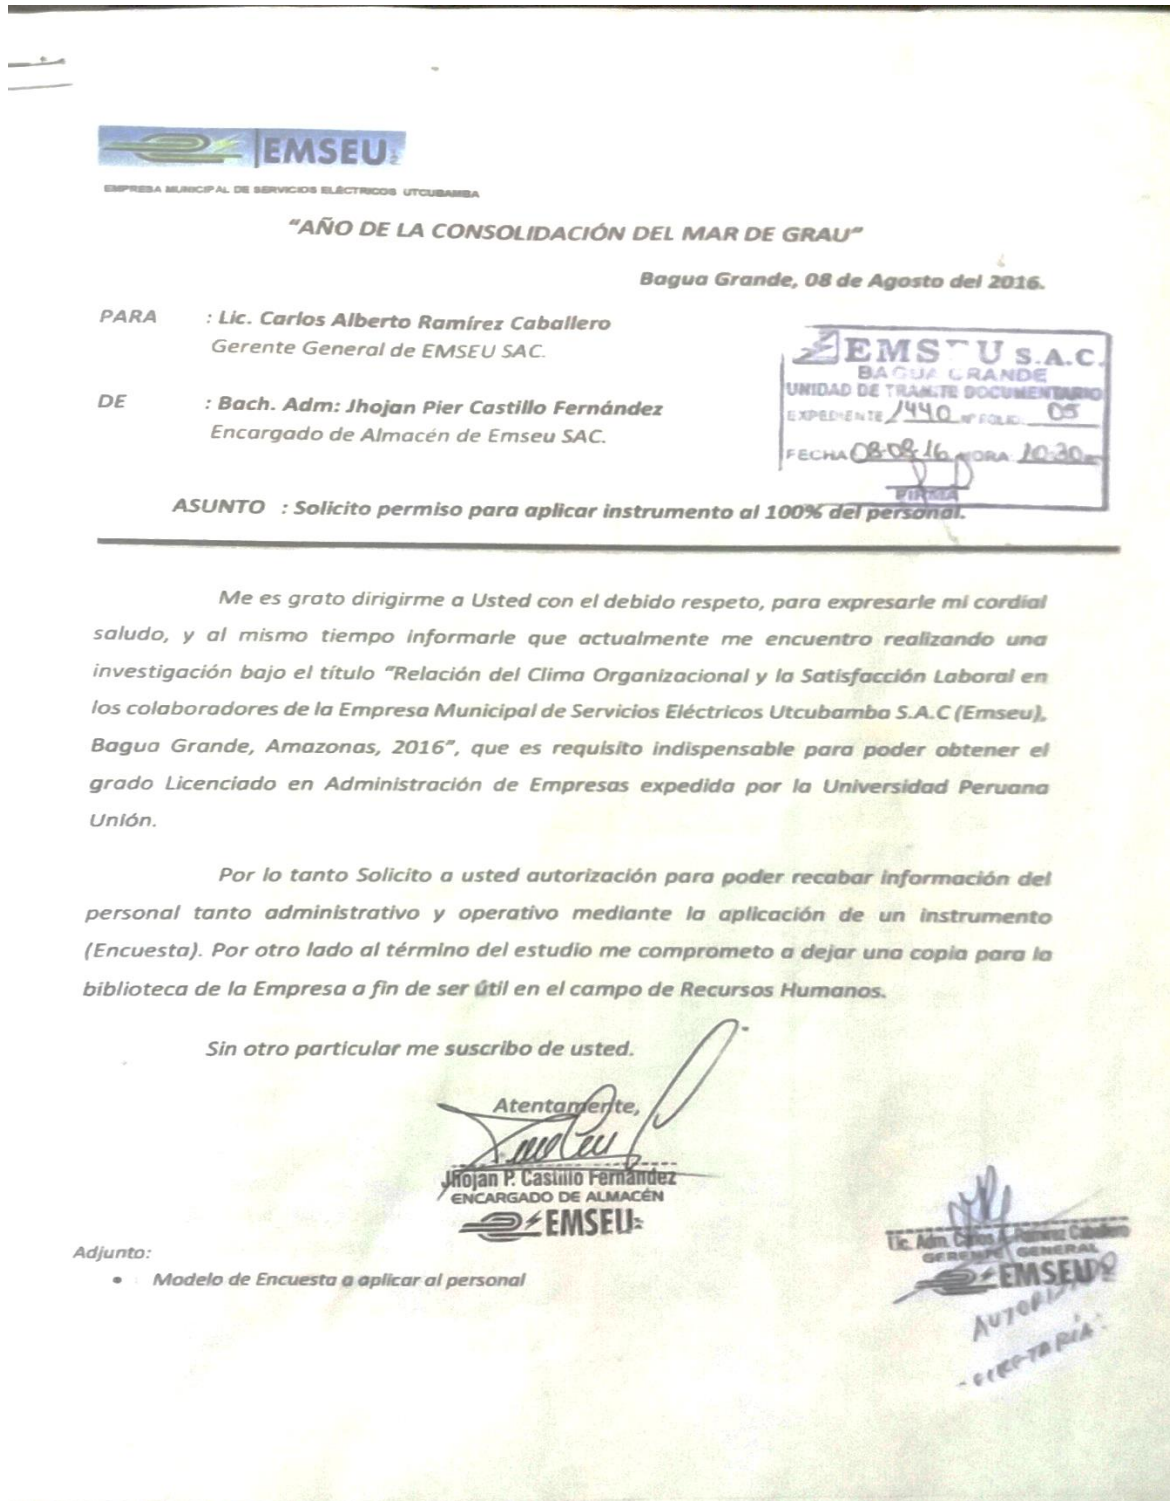 EMSEU
EMPRESA MUNICIPAL DE SERVICIOS ELÉCTRICOS UTCUBAMBA
"AÑO DE LA CONSOLIDACIÓN DEL MAR DE GRAU"
Bagua Grande, 08 de Agosto del 2016.
PARA : Lic. Carlos Alberto Ramírez Caballero
Gerente General de EMSEU SAC.
DE : Bach. Adm: Jhojan Pier Castillo Fernández
Encargado de Almacén de Emseu SAC.
EMSEU S.A.C.
BAGUA GRANDE
UNIDAD DE TRAMITE DOCUMENTARIO
EXPEDIENTE 1440 Nº FOLIO: 05
FECHA 08-08-16 HORA 10:30
FIRMA
ASUNTO : Solicito permiso para aplicar instrumento al 100% del personal.
Me es grato dirigirme a Usted con el debido respeto, para expresarle mi cordial
saludo, y al mismo tiempo informarle que actualmente me encuentro realizando una
investigación bajo el título "Relación del Clima Organizacional y la Satisfacción Laboral en
los colaboradores de la Empresa Municipal de Servicios Eléctricos Utcubamba S.A.C (Emseu),
Bagua Grande, Amazonas, 2016", que es requisito indispensable para poder obtener el
grado Licenciado en Administración de Empresas expedida por la Universidad Peruana
Unión.
Por lo tanto Solicito a usted autorización para poder recabar información del
personal tanto administrativo y operativo mediante la aplicación de un instrumento
(Encuesta). Por otro lado al término del estudio me comprometo a dejar una copia para la
biblioteca de la Empresa a fin de ser útil en el campo de Recursos Humanos.
Sin otro particular me suscribo de usted.
Atentamente,
Jhojan P. Castillo Fernández
ENCARGADO DE ALMACÉN
EMSEU
Lic. Adm. Carlos A. Ramírez Caballero
GERENTE GENERAL
EMSEU
AUTORIZADO
- SECRETARÍA.
Adjunto:
• Modelo de Encuesta a aplicar al personal